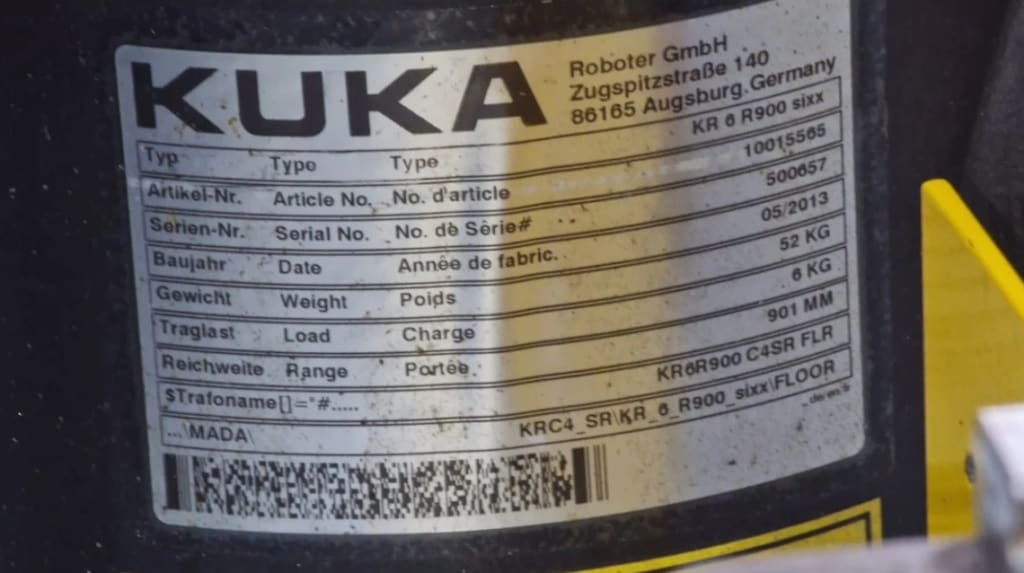 KUKA
Roboter GmbH
Zugspitzstraße 140
86165 Augsburg.Germany
Typ Type Type KR 6 R900 sixx
Artikel-Nr. Article No. No. d'article 10015565
Serien-Nr. Serial No. No. de Série# 500657
Baujahr Date Année de fabric. 05/2013
Gewicht Weight Poids 52 KG
Traglast Load Charge 6 KG
Reichweite Range Portée 901 MM
$Trafoname[]="#..... KR6R900 C4SR FLR
...\MADA\ KRC4_SR\KR_6_R900_sixx\FLOOR